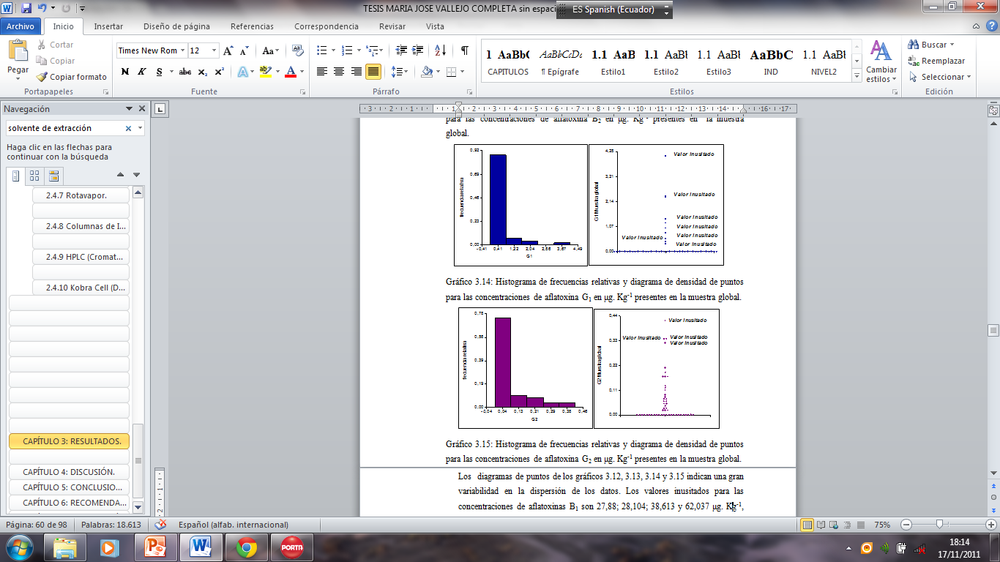 TESIS MARIA JOSE VALLEJO COMPLETA sin espaci
ES Spanish (Ecuador)
Archivo Inicio Insertar Diseño de página Referencias Correspondencia Revisar Vista
Pegar
Cortar
Copiar
Copiar formato
Portapapeles
Times New Rom 12
N K S abc x₂ x²
Fuente
Párrafo
1 AaBbC AaBbCcDc 1.1 AaB 1.1 AaBl 1.1 AaBl AaBbC 1.1 AaBl
CAPITULOS ¶ Epígrafe Estilo1 Estilo2 Estilo3 IND NIVEL2
Estilos
Cambiar estilos
Buscar
Reemplazar
Seleccionar
Edición
Navegación
solvente de extracción
Haga clic en las flechas para
continuar con la búsqueda
2.4.7 Rotavapor.
2.4.8 Columnas de I...
2.4.9 HPLC (Cromat...
2.4.10 Kobra Cell (D...
CAPÍTULO 3: RESULTADOS.
CAPÍTULO 4: DISCUSIÓN.
CAPÍTULO 5: CONCLUSIO...
CAPÍTULO 6: RECOMENDA...
para las concentraciones de aflatoxina B₂ en µg. Kg⁻¹ presentes en la muestra
global.
frecuencia relativa
0,92
0,69
0,46
0,00
-0,41 0,41 1,22 2,04 2,86 3,67 4,49
G1
G1 Muestra global
4,28
3,21
2,14
1,07
0,00
Valor Inusitado
Valor Inusitado
Valor Inusitado
Valor Inusitado
Valor Inusitado Valor Inusitado
Valor Inusitado
Gráfico 3.14: Histograma de frecuencias relativas y diagrama de densidad de puntos
para las concentraciones de aflatoxina G₁ en µg. Kg⁻¹ presentes en la muestra global.
frecuencia relativa
0,78
0,39
0,19
0,00
-0,04 0,04 0,13 0,22 0,38 0,46
G2
G2 Muestra global
0,44
0,33
0,22
0,11
0,00
Valor Inusitado
Valor Inusitado Valor Inusitado
Valor Inusitado
Gráfico 3.15: Histograma de frecuencias relativas y diagrama de densidad de puntos
para las concentraciones de aflatoxina G₂ en µg. Kg⁻¹ presentes en la muestra global.
Los diagramas de puntos de los gráficos 3.12, 3.13, 3.14 y 3.15 indican una gran
variabilidad en la dispersión de los datos. Los valores inusitados para las
concentraciones de aflatoxinas B₁ son 27,88; 28,104; 38,613 y 62,037 µg. Kg⁻¹,
Página: 60 de 98 Palabras: 18.613 Español (alfab. internacional) 75%
PORTA
18:14
17/11/2011